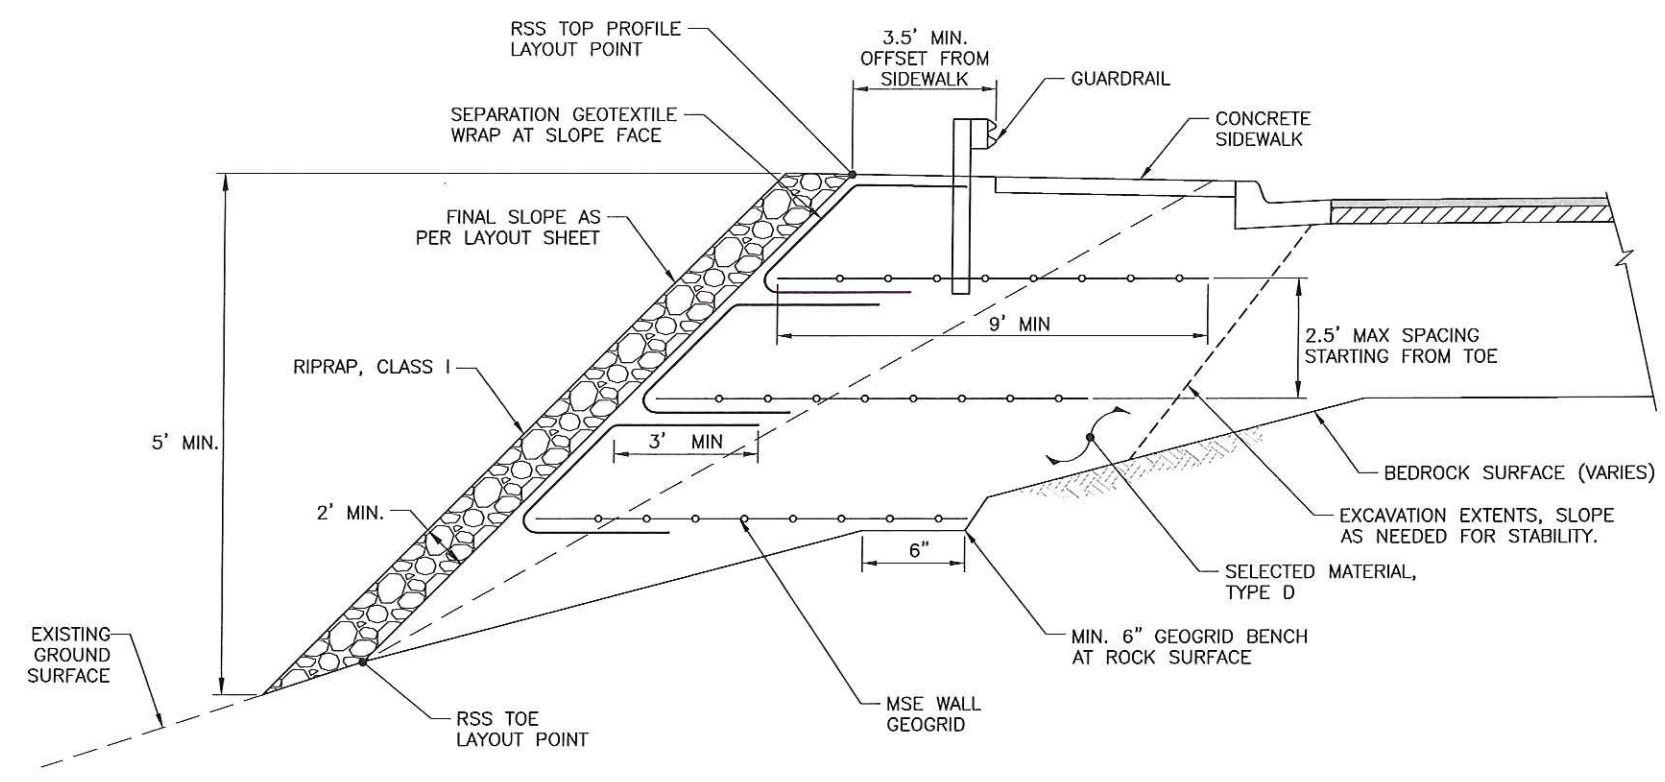 RSS TOP PROFILE
LAYOUT POINT
3.5' MIN.
OFFSET FROM
SIDEWALK
GUARDRAIL
SEPARATION GEOTEXTILE
WRAP AT SLOPE FACE
CONCRETE
SIDEWALK
FINAL SLOPE AS
PER LAYOUT SHEET
9' MIN
2.5' MAX SPACING
STARTING FROM TOE
RIPRAP, CLASS I
5' MIN.
3' MIN
BEDROCK SURFACE (VARIES)
2' MIN.
EXCAVATION EXTENTS, SLOPE
AS NEEDED FOR STABILITY.
6"
SELECTED MATERIAL,
TYPE D
EXISTING
GROUND
SURFACE
MIN. 6" GEOGRID BENCH
AT ROCK SURFACE
MSE WALL
GEOGRID
RSS TOE
LAYOUT POINT